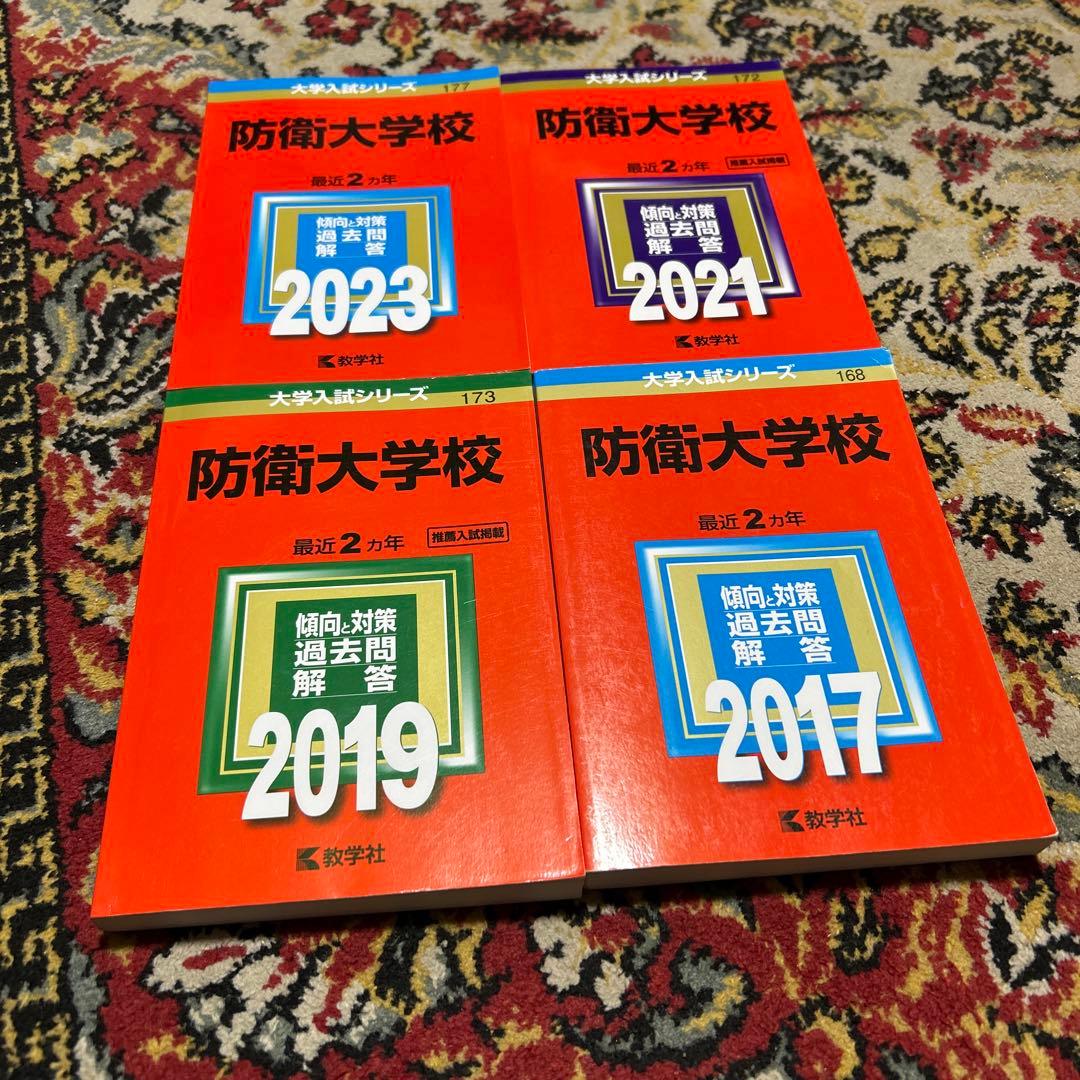 大学入試シリーズ
177
防衛大学校
最近2ヵ年
傾向と対策
過去問
解答
2023
教学社
大学入試シリーズ
172
防衛大学校
最近2ヵ年
推薦入試掲載
傾向と対策
過去問
解答
2021
教学社
大学入試シリーズ
173
防衛大学校
最近2ヵ年
推薦入試掲載
傾向と対策
過去問
解答
2019
教学社
大学入試シリーズ
168
防衛大学校
最近2ヵ年
傾向と対策
過去問
解答
2017
教学社